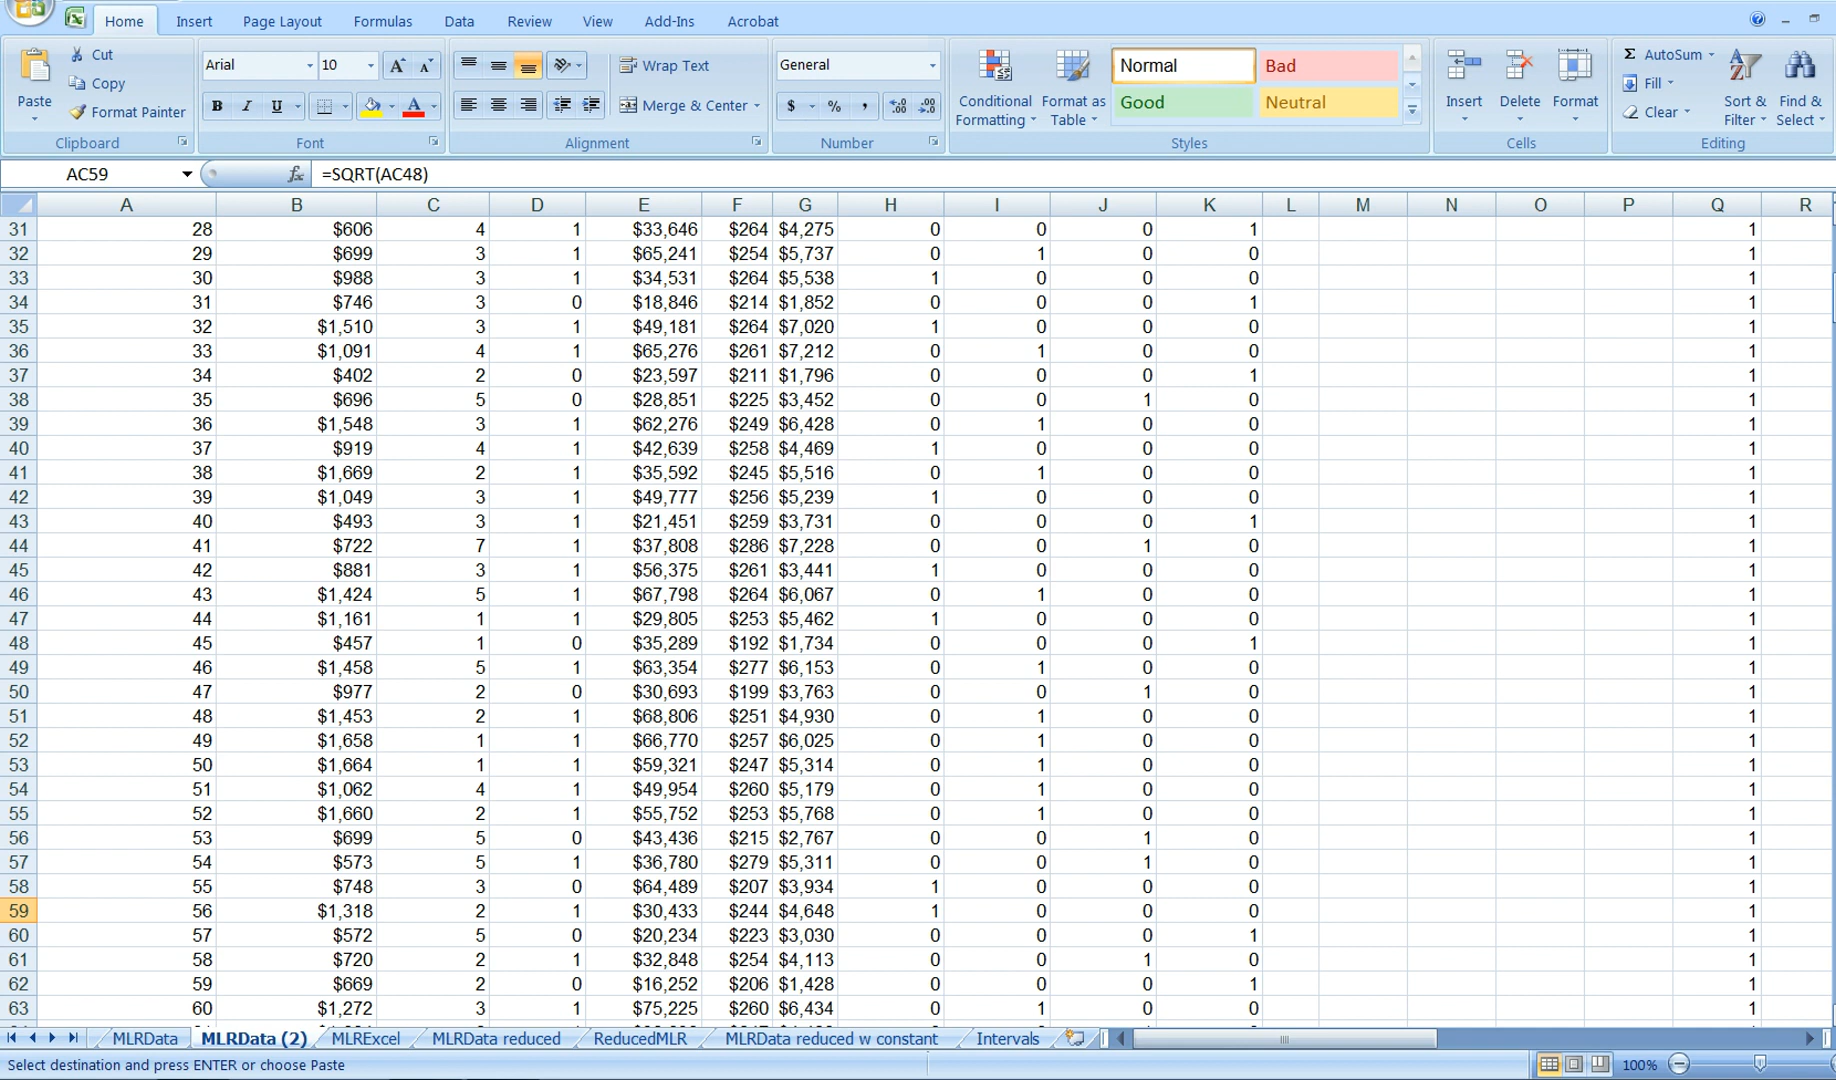 Home Insert Page Layout Formulas Data Review View Add-Ins Acrobat
Paste Cut Copy Format Painter Clipboard
Arial 10 B I U Font
Wrap Text Merge & Center Alignment
General $ % , Number
Conditional Formatting Format as Table Normal Bad Good Neutral Styles
Insert Delete Format Cells
Σ AutoSum Fill Clear Sort & Filter Find & Select Editing
AC59 fx =SQRT(AC48)
A B C D E F G H I J K L M N O P Q R
31 28 $606 4 1 $33,646 $264 $4,275 0 0 0 1 1
32 29 $699 3 1 $65,241 $254 $5,737 0 1 0 0 1
33 30 $988 3 1 $34,531 $264 $5,538 1 0 0 0 1
34 31 $746 3 0 $18,846 $214 $1,852 0 0 0 1 1
35 32 $1,510 3 1 $49,181 $264 $7,020 1 0 0 0 1
36 33 $1,091 4 1 $65,276 $261 $7,212 0 1 0 0 1
37 34 $402 2 0 $23,597 $211 $1,796 0 0 0 1 1
38 35 $696 5 0 $28,851 $225 $3,452 0 0 1 0 1
39 36 $1,548 3 1 $62,276 $249 $6,428 0 1 0 0 1
40 37 $919 4 1 $42,639 $258 $4,469 1 0 0 0 1
41 38 $1,669 2 1 $35,592 $245 $5,516 0 1 0 0 1
42 39 $1,049 3 1 $49,777 $256 $5,239 1 0 0 0 1
43 40 $493 3 1 $21,451 $259 $3,731 0 0 0 1 1
44 41 $722 7 1 $37,808 $286 $7,228 0 0 1 0 1
45 42 $881 3 1 $56,375 $261 $3,441 1 0 0 0 1
46 43 $1,424 5 1 $67,798 $264 $6,067 0 1 0 0 1
47 44 $1,161 1 1 $29,805 $253 $5,462 1 0 0 0 1
48 45 $457 1 0 $35,289 $192 $1,734 0 0 0 1 1
49 46 $1,458 5 1 $63,354 $277 $6,153 0 1 0 0 1
50 47 $977 2 0 $30,693 $199 $3,763 0 0 1 0 1
51 48 $1,453 2 1 $68,806 $251 $4,930 0 1 0 0 1
52 49 $1,658 1 1 $66,770 $257 $6,025 0 1 0 0 1
53 50 $1,664 1 1 $59,321 $247 $5,314 0 1 0 0 1
54 51 $1,062 4 1 $49,954 $260 $5,179 0 1 0 0 1
55 52 $1,660 2 1 $55,752 $253 $5,768 0 1 0 0 1
56 53 $699 5 0 $43,436 $215 $2,767 0 0 1 0 1
57 54 $573 5 1 $36,780 $279 $5,311 0 0 1 0 1
58 55 $748 3 0 $64,489 $207 $3,934 1 0 0 0 1
59 56 $1,318 2 1 $30,433 $244 $4,648 1 0 0 0 1
60 57 $572 5 0 $20,234 $223 $3,030 0 0 0 1 1
61 58 $720 2 1 $32,848 $254 $4,113 0 0 1 0 1
62 59 $669 2 0 $16,252 $206 $1,428 0 0 0 1 1
63 60 $1,272 3 1 $75,225 $260 $6,434 0 1 0 0 1
MLRData MLRData (2) MLRExcel MLRData reduced ReducedMLR MLRData reduced w constant Intervals
Select destination and press ENTER or choose Paste 100%